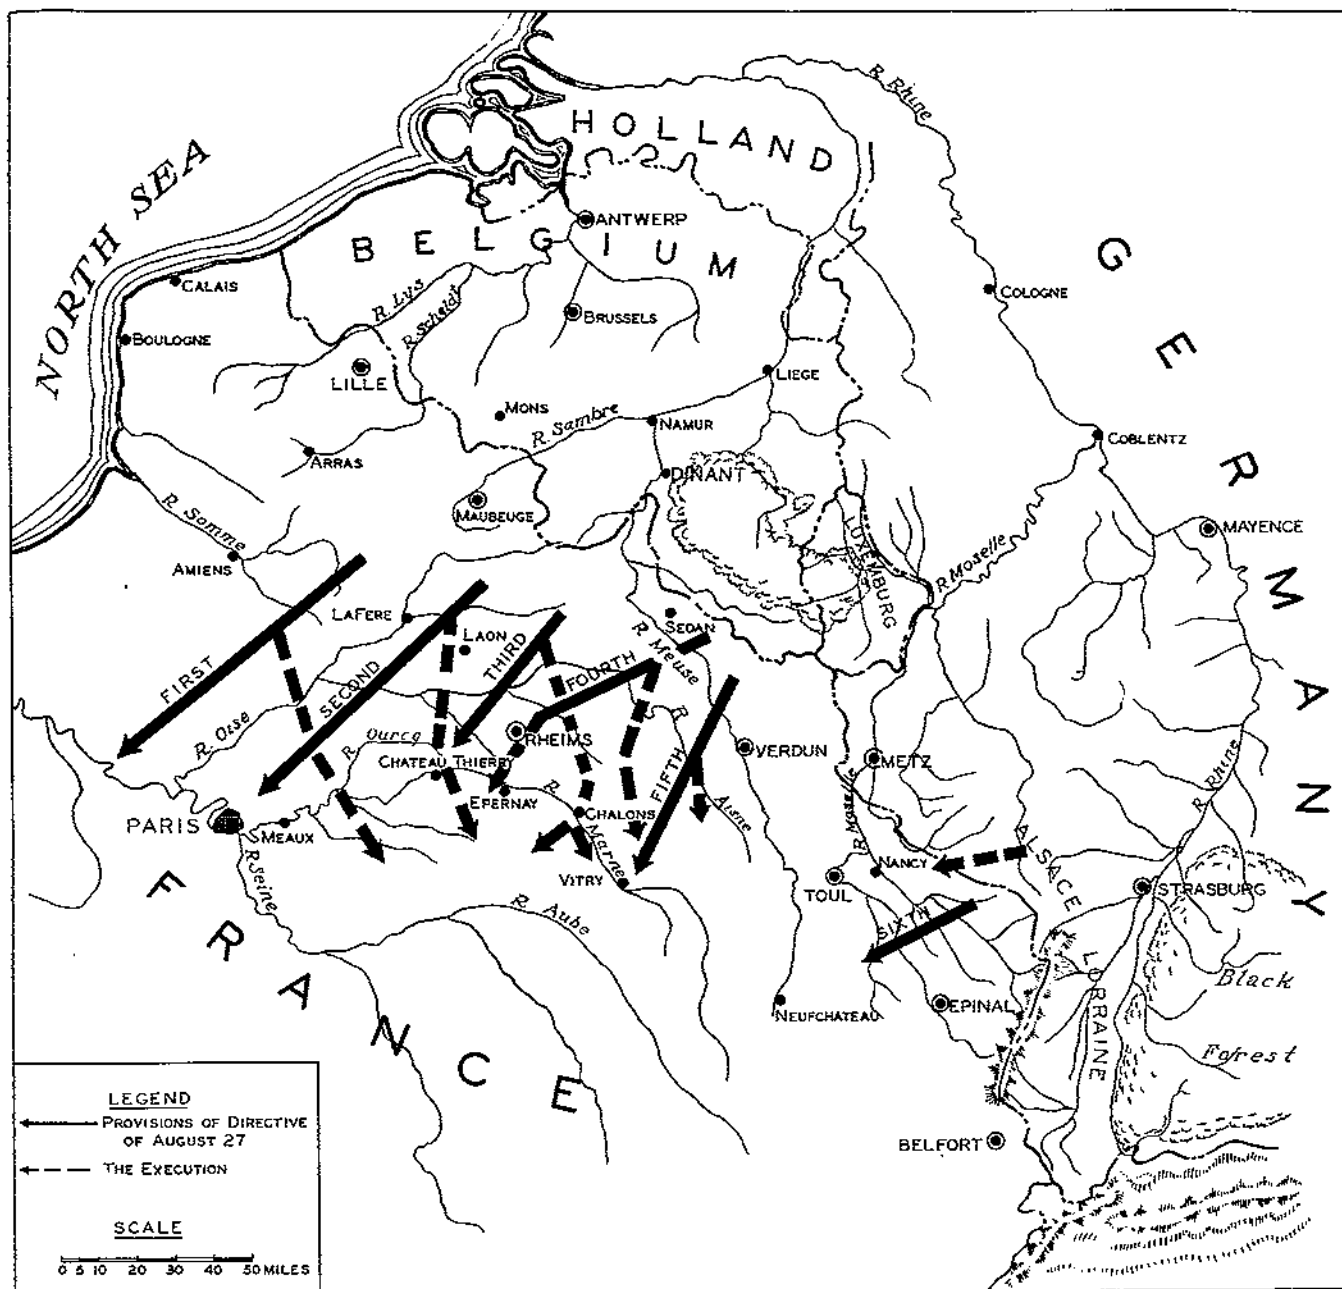 HOLLAND
R. Rhine
NORTH SEA
ANTWERP
BELGIUM
GERMANY
CALAIS
R. Lys
R. Scheldt
BRUSSELS
COLOGNE
BOULOGNE
LILLE
LIEGE
MONS
R. Sambre
NAMUR
COBLENTZ
ARRAS
DINANT
MAUBEUGE
R. Somme
LUXEMBURG
MAYENCE
AMIENS
R. Moselle
LAFERE
SEDAN
LAON
R. Meuse
FIRST
SECOND
THIRD
FOURTH
R. Oise
R. Ourcq
RHEIMS
VERDUN
METZ
R. Rhine
CHATEAU THIERRY
FIFTH
R. Aisne
R. Moselle
EPERNAY
PARIS
MEAUX
CHALONS
R. Marne
NANCY
ALSACE
LORRAINE
VITRY
TOUL
STRASBURG
R. Seine
FRANCE
R. Aube
SIXTH
Black
Forest
NEUFCHATEAU
EPINAL
BELFORT
LEGEND
PROVISIONS OF DIRECTIVE
OF AUGUST 27
THE EXECUTION
SCALE
0 5 10 20 30 40 50 MILES